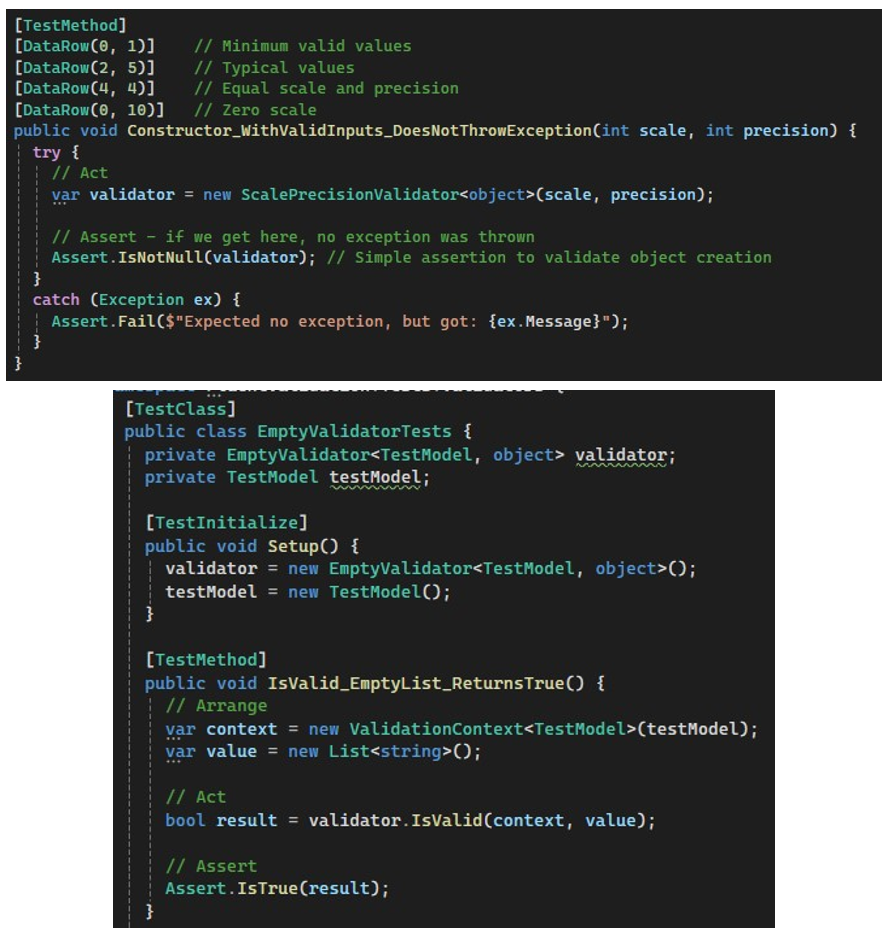 [TestMethod]
[DataRow(0, 1)]    // Minimum valid values
[DataRow(2, 5)]    // Typical values
[DataRow(4, 4)]    // Equal scale and precision
[DataRow(0, 10)]   // Zero scale
public void Constructor_WithValidInputs_DoesNotThrowException(int scale, int precision) {
  try {
    // Act
    var validator = new ScalePrecisionValidator<object>(scale, precision);

    // Assert – if we get here, no exception was thrown
    Assert.IsNotNull(validator); // Simple assertion to validate object creation
  }
  catch (Exception ex) {
    Assert.Fail($"Expected no exception, but got: {ex.Message}");
  }
}
[TestClass]
public class EmptyValidatorTests {
  private EmptyValidator<TestModel, object> validator;
  private TestModel testModel;

  [TestInitialize]
  public void Setup() {
    validator = new EmptyValidator<TestModel, object>();
    testModel = new TestModel();
  }

  [TestMethod]
  public void IsValid_EmptyList_ReturnsTrue() {
    // Arrange
    var context = new ValidationContext<TestModel>(testModel);
    var value = new List<string>();

    // Act
    bool result = validator.IsValid(context, value);

    // Assert
    Assert.IsTrue(result);
  }